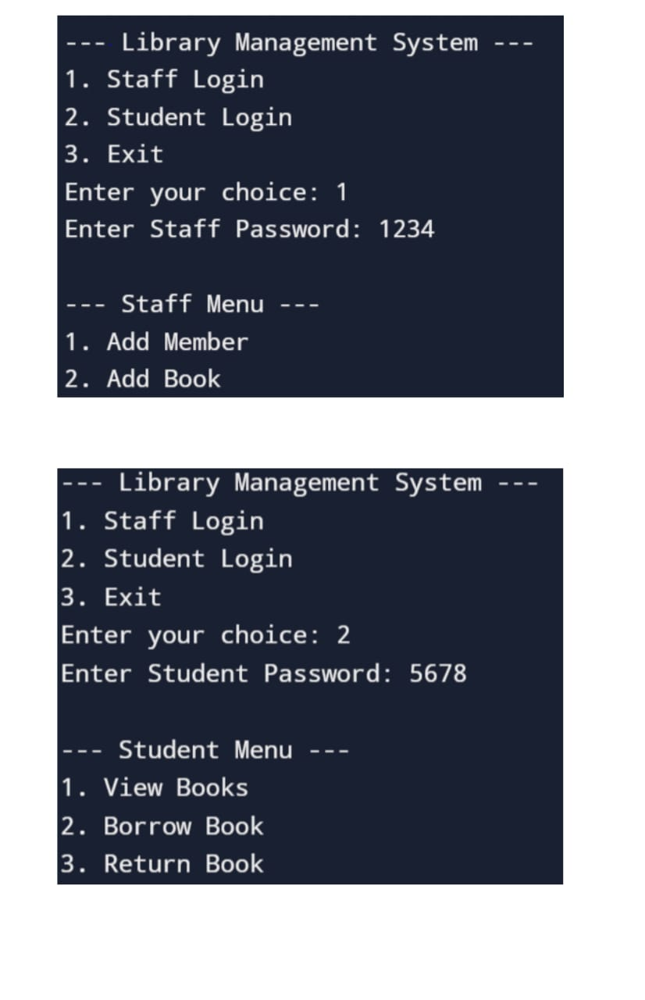 --- Library Management System ---
1. Staff Login
2. Student Login
3. Exit
Enter your choice: 1
Enter Staff Password: 1234
--- Staff Menu ---
1. Add Member
2. Add Book
--- Library Management System ---
1. Staff Login
2. Student Login
3. Exit
Enter your choice: 2
Enter Student Password: 5678
--- Student Menu ---
1. View Books
2. Borrow Book
3. Return Book